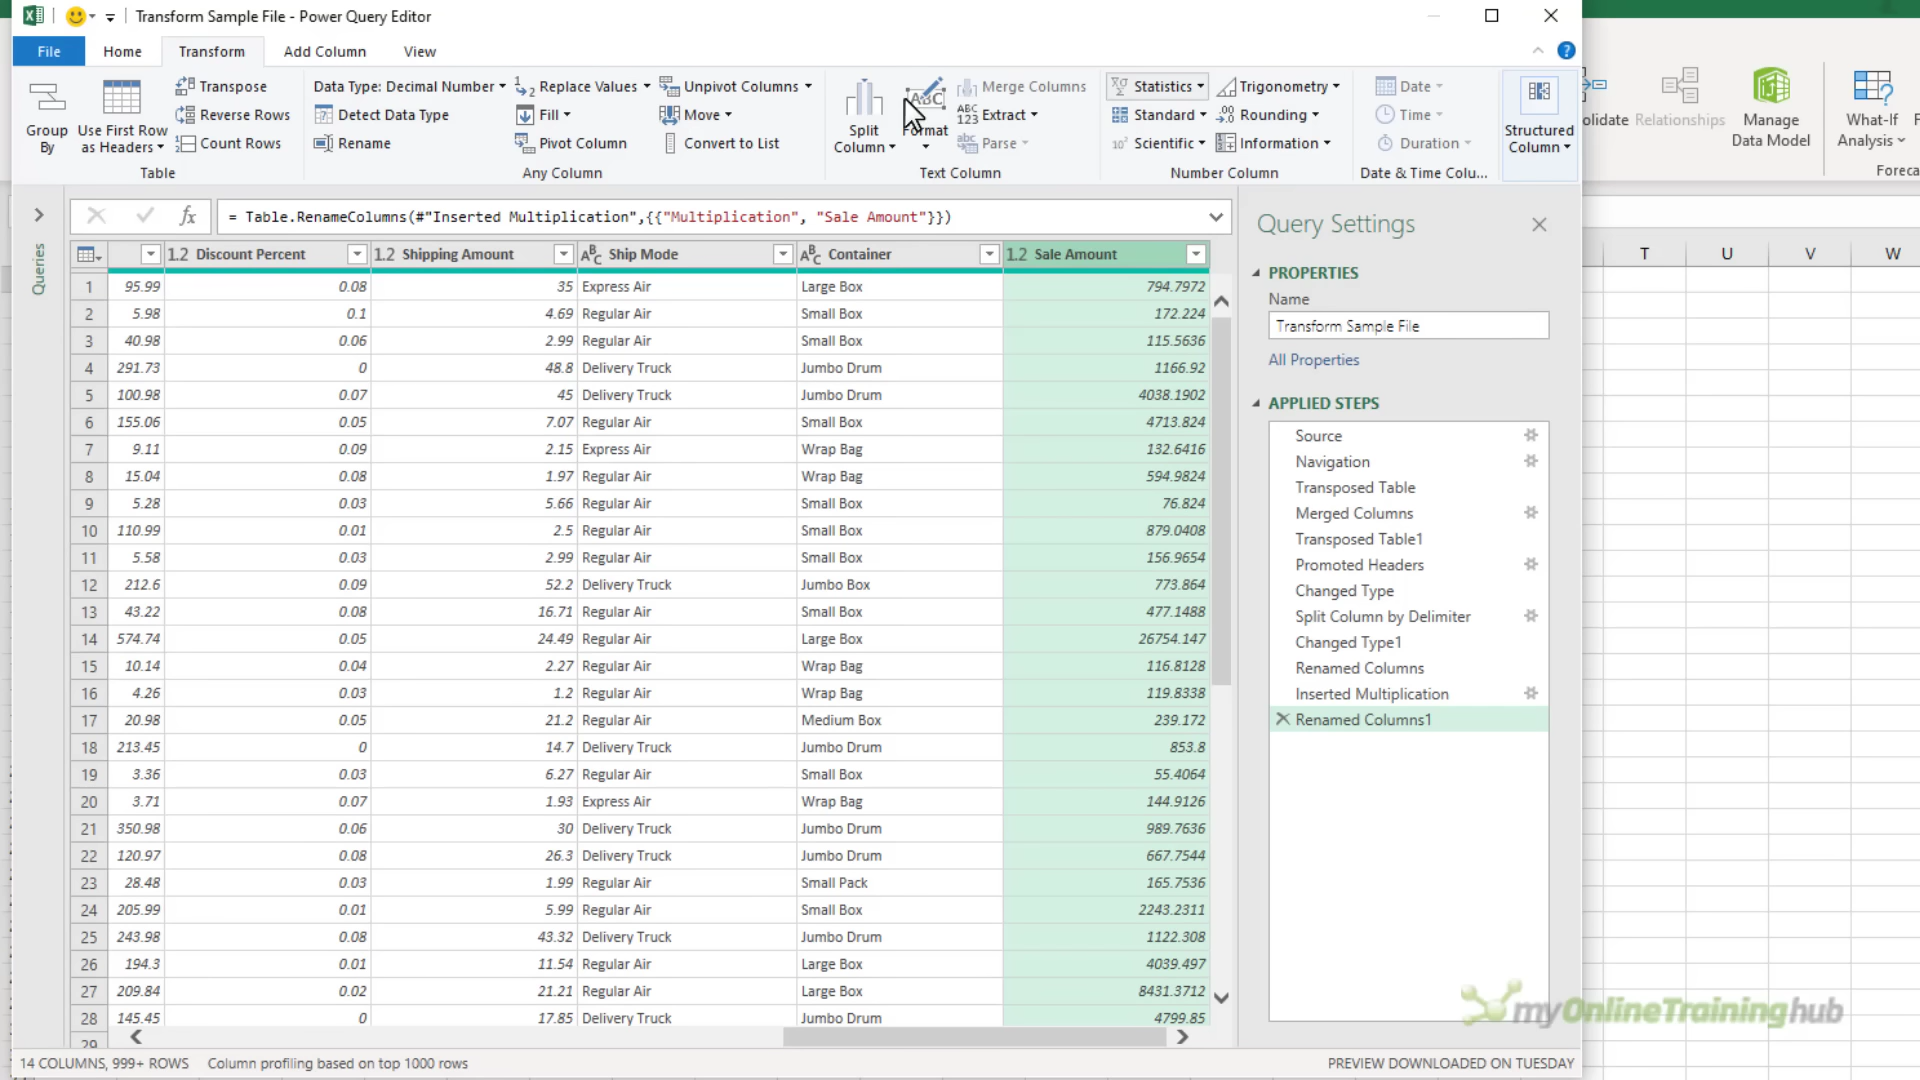 Transform Sample File - Power Query Editor
File Home Transform Add Column View
Group By
Use First Row as Headers
Transpose
Reverse Rows
Count Rows
Table
Data Type: Decimal Number
Detect Data Type
Rename
Replace Values
Fill
Pivot Column
Unpivot Columns
Move
Convert to List
Any Column
Split Column
Format
Merge Columns
Extract
Parse
Text Column
Statistics
Standard
Scientific
Trigonometry
Rounding
Information
Number Column
Date
Time
Duration
Date & Time Colu...
Structured Column
olidate Relationships
Manage Data Model
What-If Analysis
Foreca
Queries
fx = Table.RenameColumns(#"Inserted Multiplication",{{"Multiplication", "Sale Amount"}})
1.2 Discount Percent 1.2 Shipping Amount ABC Ship Mode ABC Container 1.2 Sale Amount
1 95.99 0.08 35 Express Air Large Box 794.7972
2 5.98 0.1 4.69 Regular Air Small Box 172.224
3 40.98 0.06 2.99 Regular Air Small Box 115.5636
4 291.73 0 48.8 Delivery Truck Jumbo Drum 1166.92
5 100.98 0.07 45 Delivery Truck Jumbo Drum 4038.1902
6 155.06 0.05 7.07 Regular Air Small Box 4713.824
7 9.11 0.09 2.15 Express Air Wrap Bag 132.6416
8 15.04 0.08 1.97 Regular Air Wrap Bag 594.9824
9 5.28 0.03 5.66 Regular Air Small Box 76.824
10 110.99 0.01 2.5 Regular Air Small Box 879.0408
11 5.58 0.03 2.99 Regular Air Small Box 156.9654
12 212.6 0.09 52.2 Delivery Truck Jumbo Box 773.864
13 43.22 0.08 16.71 Regular Air Small Box 477.1488
14 574.74 0.05 24.49 Regular Air Large Box 26754.147
15 10.14 0.04 2.27 Regular Air Wrap Bag 116.8128
16 4.26 0.03 1.2 Regular Air Wrap Bag 119.8338
17 20.98 0.05 21.2 Regular Air Medium Box 239.172
18 213.45 0 14.7 Delivery Truck Jumbo Drum 853.8
19 3.36 0.03 6.27 Regular Air Small Box 55.4064
20 3.71 0.07 1.93 Express Air Wrap Bag 144.9126
21 350.98 0.06 30 Delivery Truck Jumbo Drum 989.7636
22 120.97 0.08 26.3 Delivery Truck Jumbo Drum 667.7544
23 28.48 0.03 1.99 Regular Air Small Pack 165.7536
24 205.99 0.01 5.99 Regular Air Small Box 2243.2311
25 243.98 0.08 43.32 Delivery Truck Jumbo Drum 1122.308
26 194.3 0.01 11.54 Regular Air Large Box 4039.497
27 209.84 0.02 21.21 Regular Air Large Box 8431.3712
28 145.45 0 17.85 Delivery Truck Jumbo Drum 4799.85
29
Query Settings
PROPERTIES
Name
Transform Sample File
All Properties
APPLIED STEPS
Source
Navigation
Transposed Table
Merged Columns
Transposed Table1
Promoted Headers
Changed Type
Split Column by Delimiter
Changed Type1
Renamed Columns
Inserted Multiplication
Renamed Columns1
T U V W
myOnlineTraininghub
14 COLUMNS, 999+ ROWS Column profiling based on top 1000 rows PREVIEW DOWNLOADED ON TUESDAY